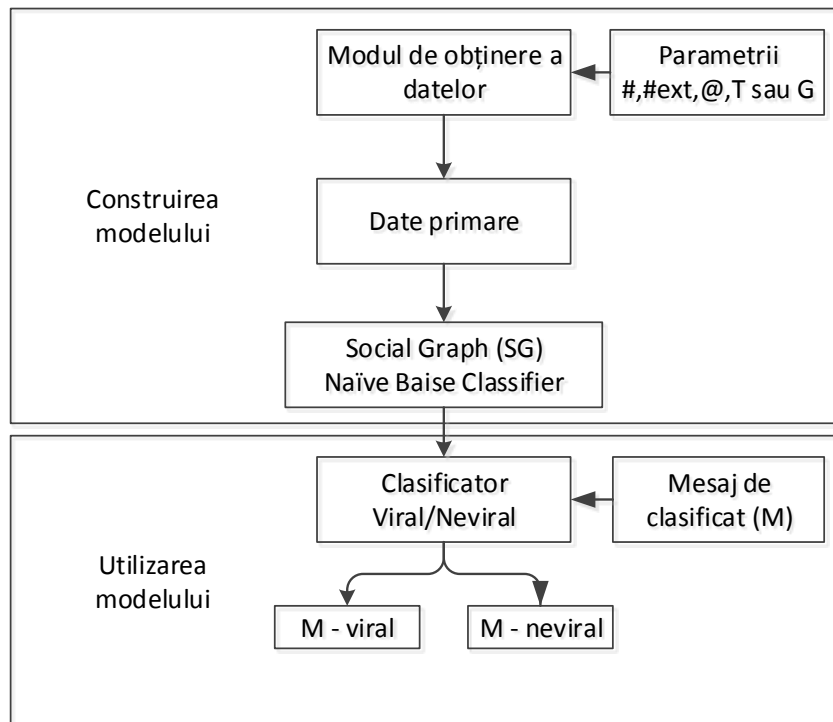 Modul de obținere a
datelor
Parametrii
#,#ext,@,T sau G
Construirea
modelului
Date primare
Social Graph (SG)
Naïve Baise Classifier
Clasificator
Viral/Neviral
Mesaj de
clasificat (M)
Utilizarea
modelului
M - viral
M - neviral